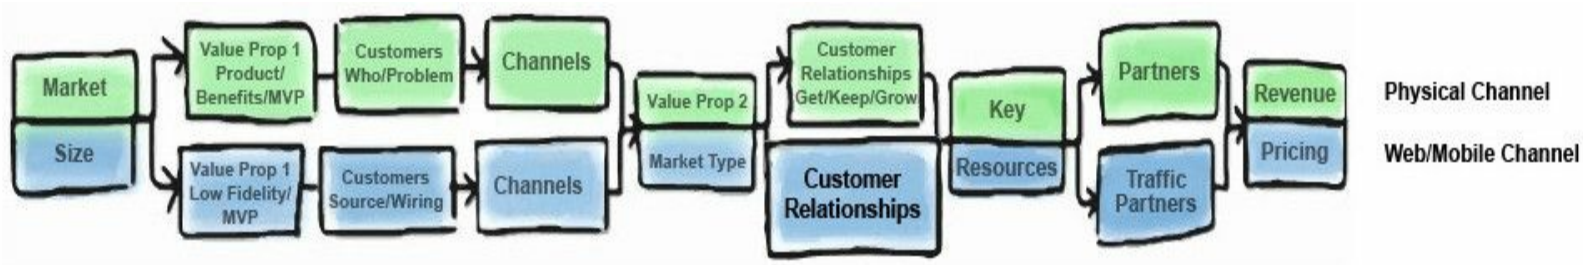 Market
Size
Value Prop 1
Product/
Benefits/MVP
Customers
Who/Problem
Channels
Value Prop 1
Low Fidelity/
MVP
Customers
Source/Wiring
Channels
Value Prop 2
Market Type
Customer
Relationships
Get/Keep/Grow
Customer
Relationships
Key
Resources
Partners
Traffic
Partners
Revenue
Pricing
Physical Channel
Web/Mobile Channel